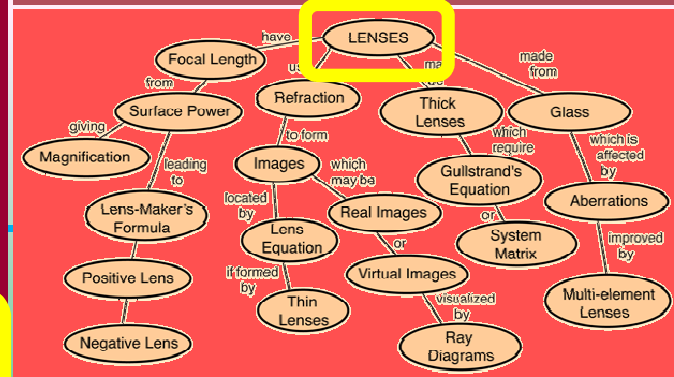 LENSES
have
made
from
Focal Length
from
Refraction
Thick
Lenses
Glass
Surface Power
giving
to form
which
require
which is
affected
by
Magnification
leading
to
Images
which
may be
Gullstrand's
Equation
Aberrations
Lens-Maker's
Formula
located
by
Real Images
or
improved
by
Lens
Equation
or
System
Matrix
Positive Lens
if formed
by
Virtual Images
Multi-element
Lenses
Thin
Lenses
visualized
by
Negative Lens
Ray
Diagrams